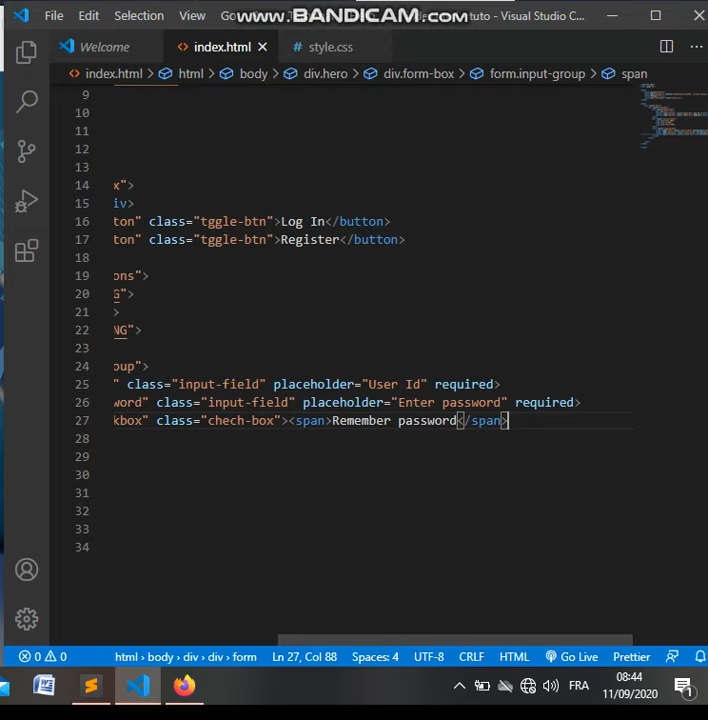 File Edit Selection View Go www.BANDICAM.com tuto - Visual Studio C...
Welcome index.html style.css
index.html > html > body > div.hero > div.form-box > form.input-group > span
9
10
11
12
13
14 x">
15 iv>
16 ton" class="tggle-btn">Log In</button>
17 ton" class="tggle-btn">Register</button>
18
19 ons">
20 G">
21 >
22 NG">
23
24 oup">
25 " class="input-field" placeholder="User Id" required>
26 word" class="input-field" placeholder="Enter password" required>
27 kbox" class="chech-box"><span>Remember password</span>
28
29
30
31
32
33
34
0 0 html › body › div › div › form Ln 27, Col 88 Spaces: 4 UTF-8 CRLF HTML Go Live Prettier
FRA 08:44
11/09/2020 1